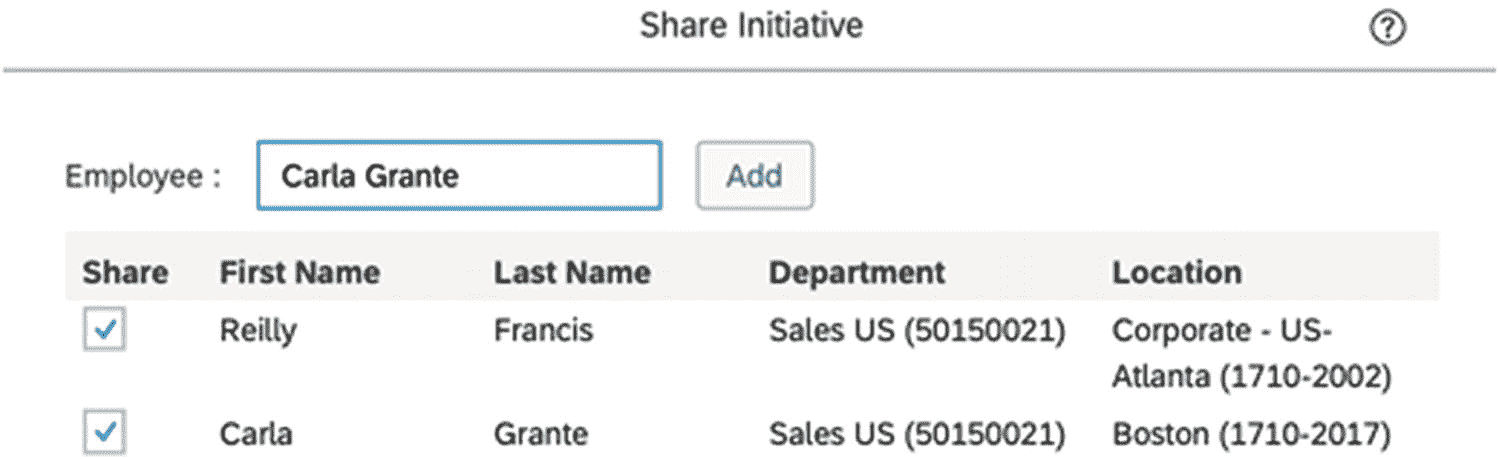 Share Initiative ?
Employee : Carla Grante Add
Share First Name Last Name Department Location
Reilly Francis Sales US (50150021) Corporate - US-
Atlanta (1710-2002)
Carla Grante Sales US (50150021) Boston (1710-2017)